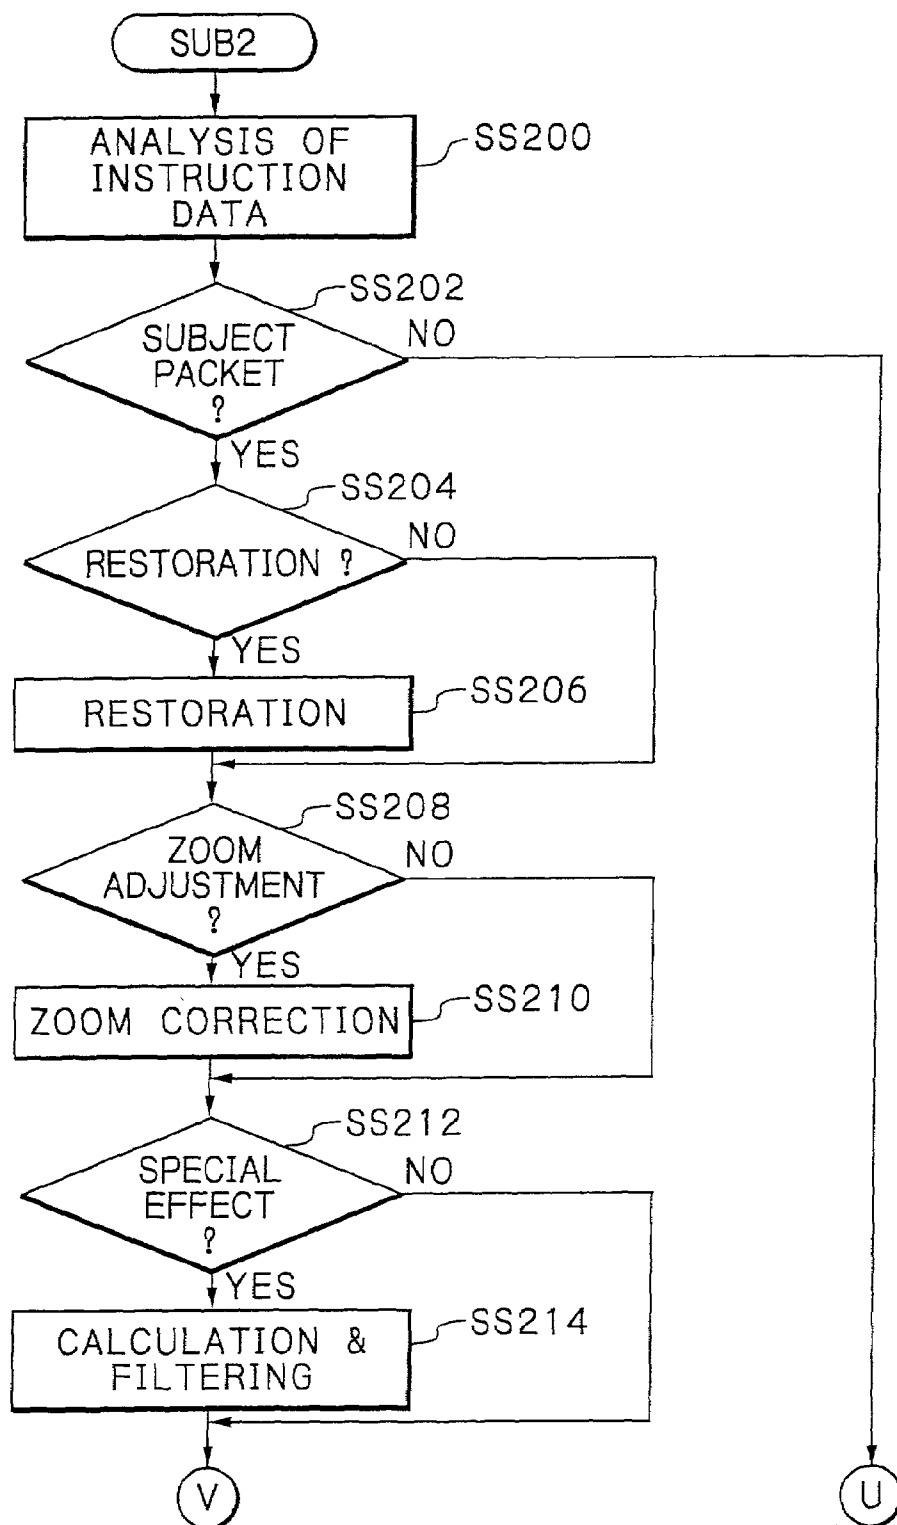 SUB2
ANALYSIS OF
INSTRUCTION
DATA
SS200
SUBJECT
PACKET
?
SS202
NO
YES
RESTORATION ?
SS204
NO
YES
RESTORATION
SS206
ZOOM
ADJUSTMENT
?
SS208
NO
YES
ZOOM CORRECTION
SS210
SPECIAL
EFFECT
?
SS212
NO
YES
CALCULATION &
FILTERING
SS214
V
U